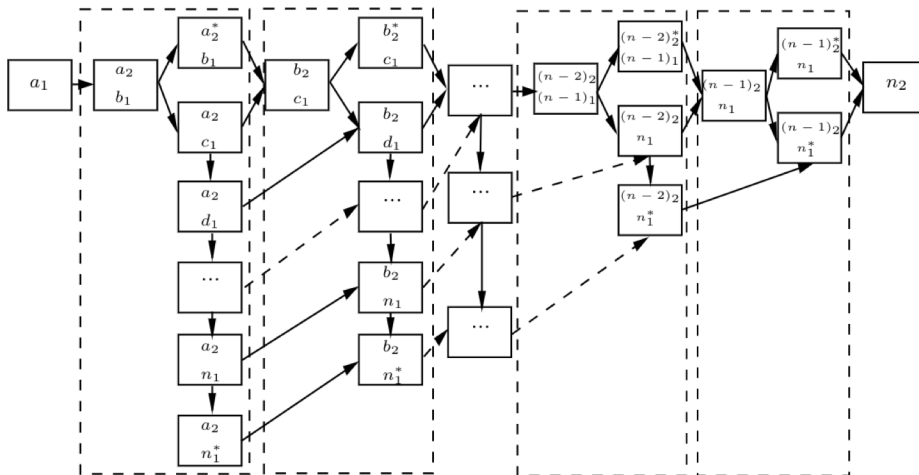 a₁
a₂
b₁
a₂*
b₁
a₂
c₁
a₂
d₁
...
a₂
n₁
a₂
n₁*
b₂
c₁
b₂*
c₁
b₂
d₁
...
b₂
n₁
b₂
n₁*
...
...
...
(n − 2)₂
(n − 1)₁
(n − 2)₂*
(n − 1)₁
(n − 2)₂
n₁
(n − 2)₂
n₁*
(n − 1)₂
n₁
(n − 1)₂*
n₁
(n − 1)₂
n₁*
n₂